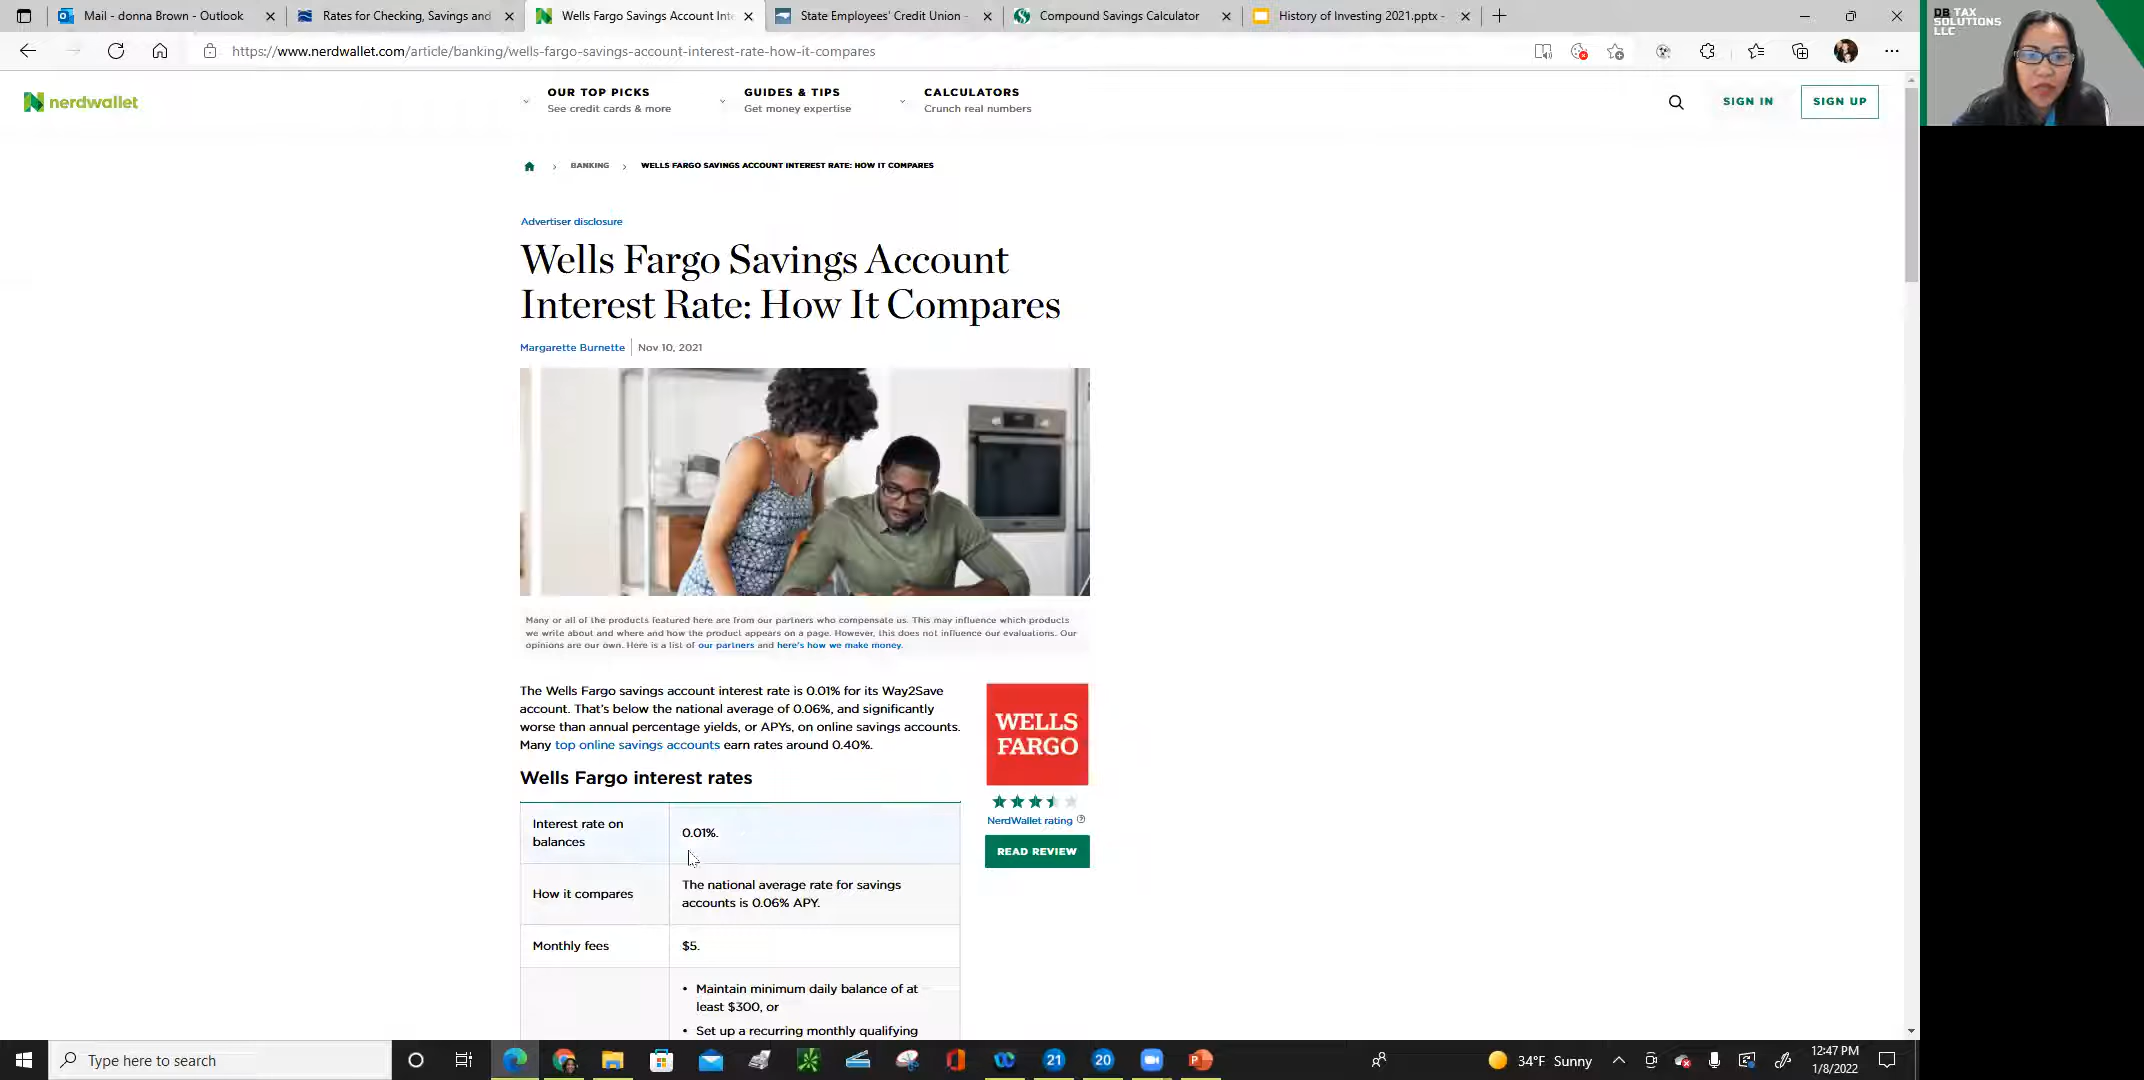 Mail - donna Brown - Outlook
Rates for Checking, Savings and
Wells Fargo Savings Account Inte
State Employees' Credit Union -
Compound Savings Calculator
History of Investing 2021.pptx -
https://www.nerdwallet.com/article/banking/wells-fargo-savings-account-interest-rate-how-it-compares
DB TAX
SOLUTIONS
LLC
nerdwallet
OUR TOP PICKS
See credit cards & more
GUIDES & TIPS
Get money expertise
CALCULATORS
Crunch real numbers
SIGN IN
SIGN UP
BANKING
WELLS FARGO SAVINGS ACCOUNT INTEREST RATE: HOW IT COMPARES
Advertiser disclosure
Wells Fargo Savings Account
Interest Rate: How It Compares
Margarette Burnette | Nov 10, 2021
Many or all of the products featured here are from our partners who compensate us. This may influence which products
we write about and where and how the product appears on a page. However, this does not influence our evaluations. Our
opinions are our own. Here is a list of our partners and here's how we make money.
The Wells Fargo savings account interest rate is 0.01% for its Way2Save
account. That's below the national average of 0.06%, and significantly
worse than annual percentage yields, or APYs, on online savings accounts.
Many top online savings accounts earn rates around 0.40%.
WELLS
FARGO
NerdWallet rating
READ REVIEW
Wells Fargo interest rates
Interest rate on
balances
0.01%.
How it compares
The national average rate for savings
accounts is 0.06% APY.
Monthly fees
$5.
• Maintain minimum daily balance of at
least $300, or
• Set up a recurring monthly qualifying
Type here to search
21
20
34°F Sunny
12:47 PM
1/8/2022